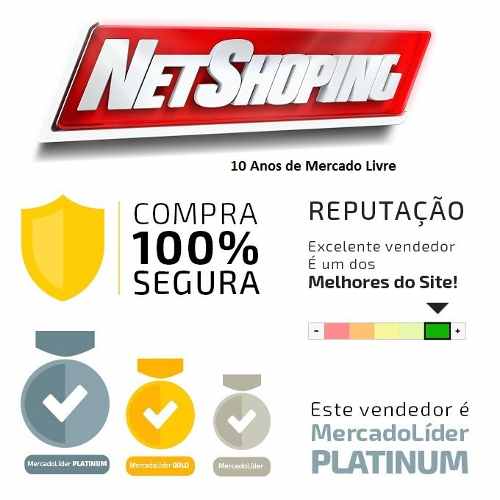 NETSHOPING
10 Anos de Mercado Livre
COMPRA
100%
SEGURA
REPUTAÇÃO
Excelente vendedor
É um dos
Melhores do Site!
- +
MercadoLíder PLATINUM
MercadoLíder GOLD
MercadoLíder
Este vendedor é
MercadoLíder
PLATINUM